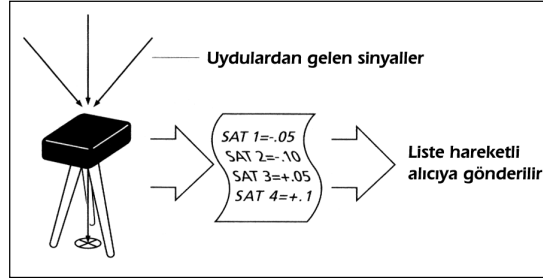 Uydulardan gelen sinyaller
SAT 1=-.05
SAT 2=-.10
SAT 3=+.05
SAT 4=+.1
Liste hareketli
alıcıya gönderilir